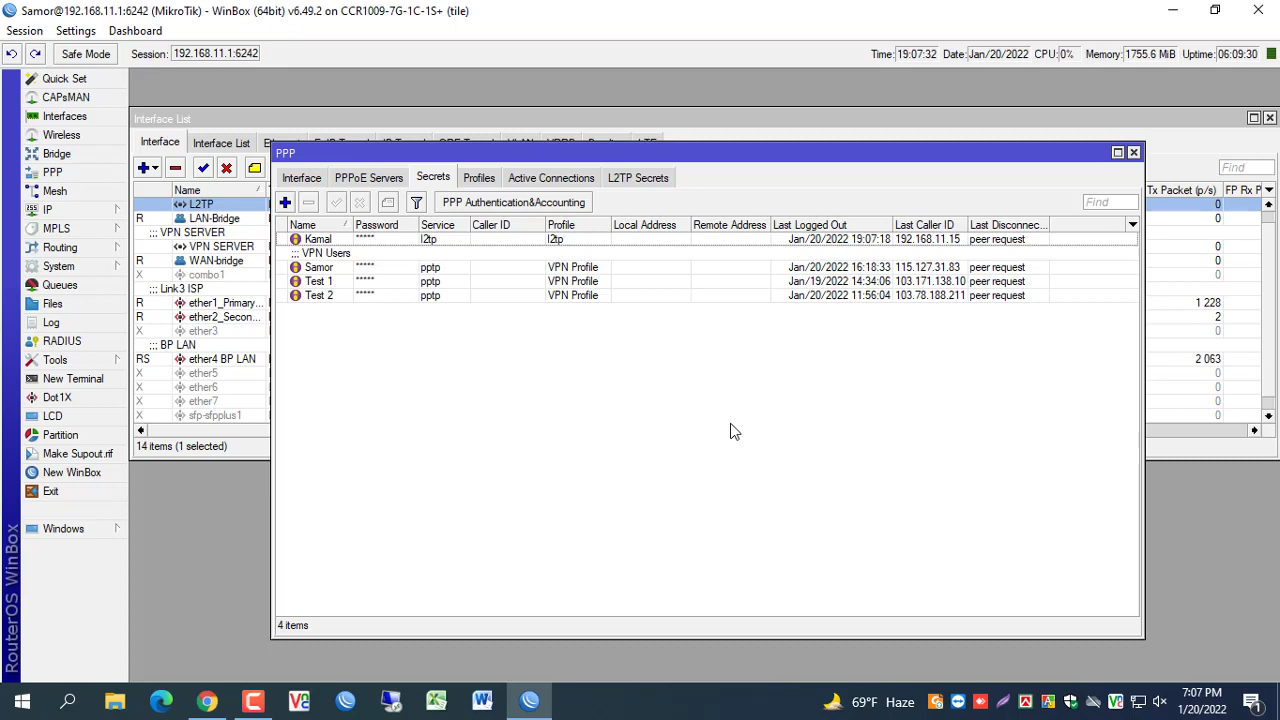 Samor@192.168.11.1:6242 (MikroTik) - WinBox (64bit) v6.49.2 on CCR1009-7G-1C-1S+ (tile)
Session Settings Dashboard
Safe Mode Session: 192.168.11.1:6242 Time: 19:07:32 Date: Jan/20/2022 CPU: 0% Memory: 1755.6 MiB Uptime: 06:09:30
Quick Set
CAPsMAN
Interfaces
Wireless
Bridge
PPP
Mesh
IP
MPLS
Routing
System
Queues
Files
Log
RADIUS
Tools
New Terminal
Dot1X
LCD
Partition
Make Supout.rif
New WinBox
Exit
Windows
RouterOS WinBox
Interface List
Interface Interface List
Find
Name Tx Packet (p/s) FP Rx P
L2TP 0
R LAN-Bridge 0
;;; VPN SERVER
VPN SERVER 0
R WAN-bridge 0
X combo1 0
;;; Link3 ISP
R ether1_Primary... 1 228
R ether2_Secon... 2
X ether3 0
;;; BP LAN
RS ether4 BP LAN 2 063
X ether5 0
X ether6 0
X ether7 0
X sfp-sfpplus1 0
14 items (1 selected)
PPP
Interface PPPoE Servers Secrets Profiles Active Connections L2TP Secrets
PPP Authentication&Accounting Find
Name Password Service Caller ID Profile Local Address Remote Address Last Logged Out Last Caller ID Last Disconnec...
Kamal ***** l2tp l2tp Jan/20/2022 19:07:18 192.168.11.15 peer request
;;; VPN Users
Samor ***** pptp VPN Profile Jan/20/2022 16:18:33 115.127.31.83 peer request
Test 1 ***** pptp VPN Profile Jan/19/2022 14:34:04 103.171.138.10 peer request
Test 2 ***** pptp VPN Profile Jan/20/2022 11:56:04 103.78.188.211 peer request
4 items
69°F Haze
7:07 PM
1/20/2022